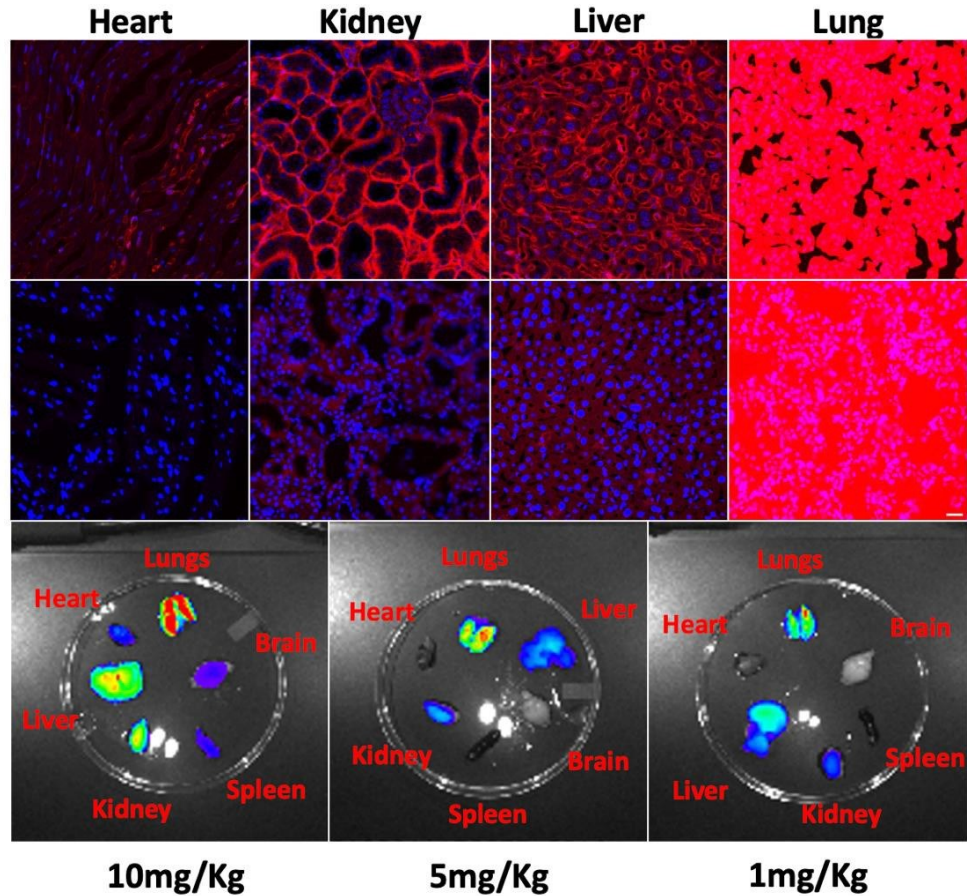 Heart Kidney Liver Lung
Lungs
Heart
Brain
Liver
Kidney
Spleen
Lungs
Heart
Liver
Kidney
Brain
Spleen
Lungs
Heart
Brain
Liver
Spleen
Kidney
10mg/Kg 5mg/Kg 1mg/Kg